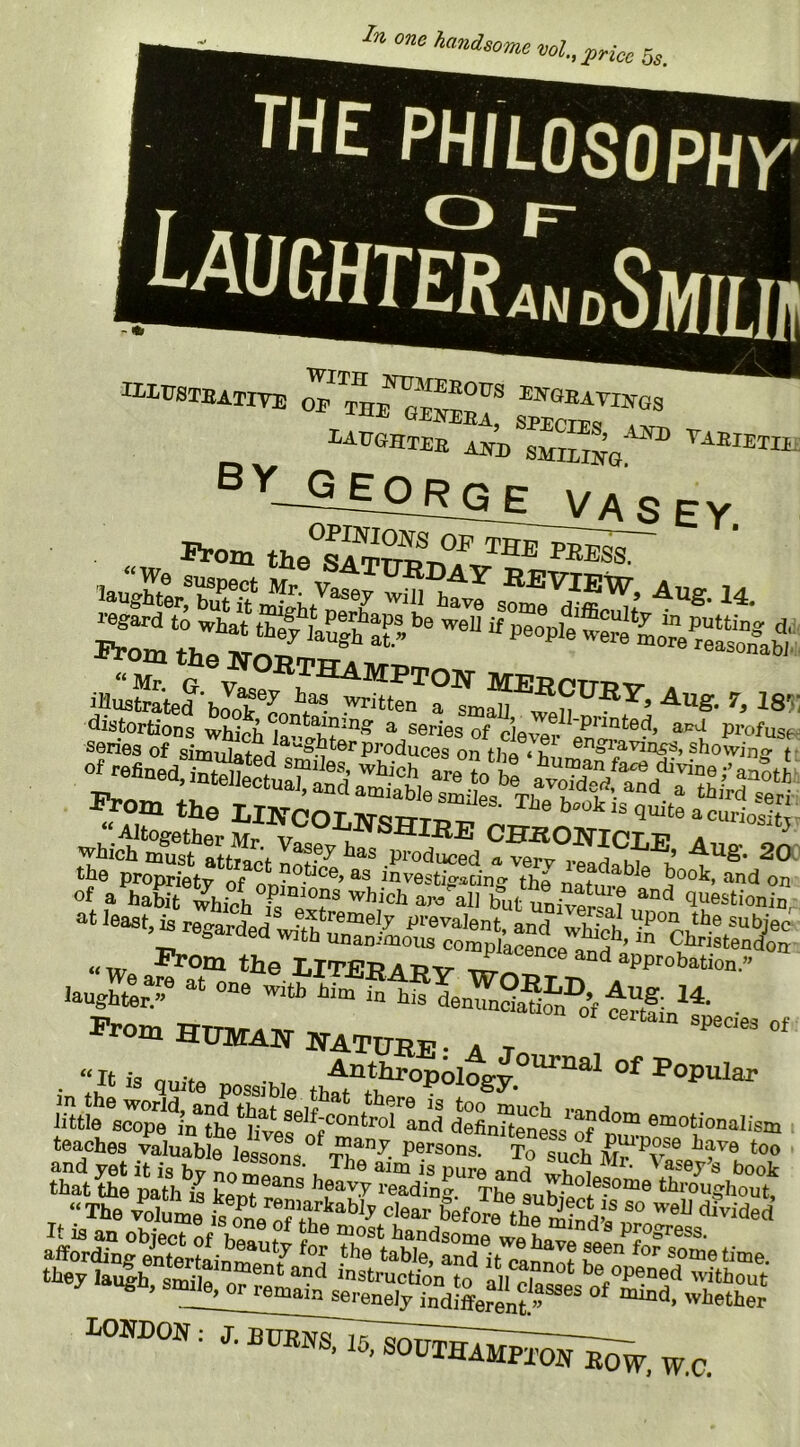 In one handsome vol., price 5s.
THE PHILOSOPHY
OF
LAUGHTER AND SMILI
WITH NUMEROUS ENGRAVINGS
ILLUSTRATIVE OF THE GENERA, SPECIES, AND VARIETIE
LAUGHTER AND SMILING.
BY GEORGE VASEY.
OPINIONS OF THE PRESS.
From the SATURDAY REVIEW, Aug. 14.
“We suspect Mr. Vasey will have some difficulty in putting d
laughter, but it might perhaps be well if people were more reasonabl
regard to what they laugh at.”
From the NORTHAMPTON MERCURY, Aug. 7, 18
“Mr. G. Vasey has written a small, well-printed, and profuse
illustrated book, containing a series of clever engravings, showing t
distortions which laughter produces on the ‘human face divine;’ anoth
series of simulated smiles, which are to be avoided, and a third seri
of refined, intellectual, and amiable smiles. The book is quite a curiosity
From the LINCOLNSHIRE CHRONICLE, Aug. 20
“Altogether Mr. Vasey has produced a very readable book, and on
which must attract notice, as investigating the nature and questionin
the propriety of opinions which are all but universal upon the subjec
of a habit which is extremely prevalent, and which, in Christendom
at least, is regarded with unanimous complacence and approbation.”
From the LITERARY WORLD, Aug. 14.
“We are at one with him in his denunciation of certain species of
laughter.”
From HUMAN NATURE: A Journal of Popular
Anthropology.
“It is quite possible that there is too much random emotionalism
in the world, and that self-control and definiteness of purpose have too
little scope in the lives of many persons. To such Mr. Vasey's book
teaches valuable lessons. The aim is pure and wholesome throughout,
and yet it is by no means heavy reading. The subject is so well divided
that the path is kept remarkably clear before the mind's progress.
“The volume is one of the most handsome we have seen for some time.
It is an object of beauty for the table, and it cannot be opened without
affording entertainment and instruction to all classes of mind, whether
they laugh, smile, or remain serenely indifferent.”
LONDON: J. BURNS, 15, SOUTHAMPTON ROW, W.C.